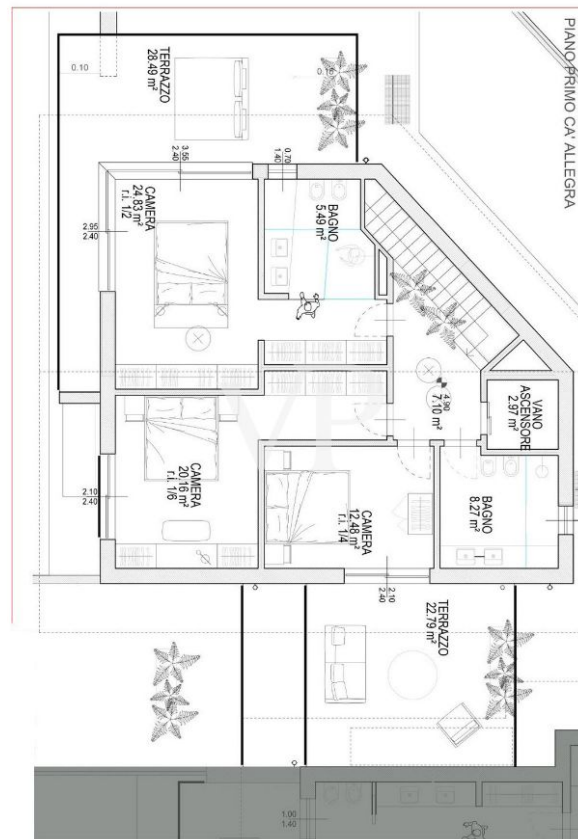 PIANO PRIMO CA' ALLEGRA
TERRAZZO
28.49 m²
0.10
3.55
2.40
0.70
1.40
CAMERA
24,83 m²
r.i. 1/2
BAGNO
5.49 m²
2.95
2.40
4.90
7.10 m²
VANO
ASCENSORE
2.97 m²
VP
CAMERA
20,16 m²
r.i. 1/6
CAMERA
12.48 m²
r.i. 1/4
BAGNO
8.27 m²
2.10
2.40
2.10
2.40
TERRAZZO
22.79 m²
1.00
1.40